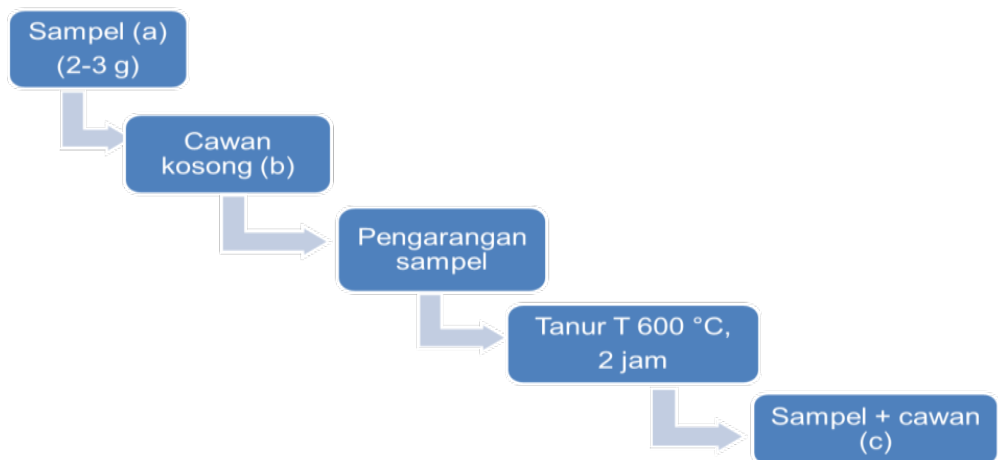 Sampel (a)
(2-3 g)
Cawan
kosong (b)
Pengarangan
sampel
Tanur T 600 °C,
2 jam
Sampel + cawan
(c)